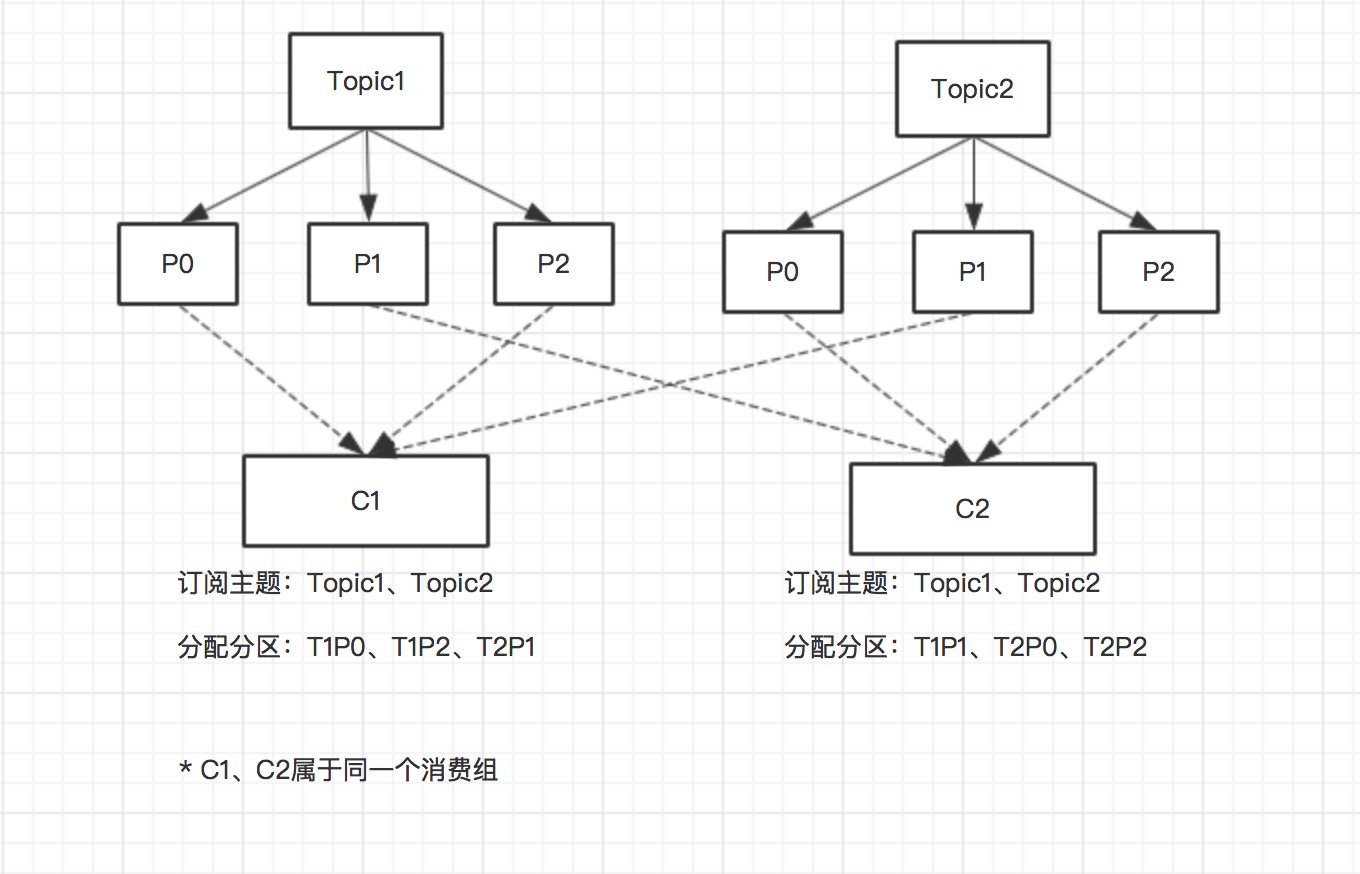 Topic1
Topic2
P0
P1
P2
P0
P1
P2
C1
C2
订阅主题：Topic1、Topic2
订阅主题：Topic1、Topic2
分配分区：T1P0、T1P2、T2P1
分配分区：T1P1、T2P0、T2P2
* C1、C2属于同一个消费组